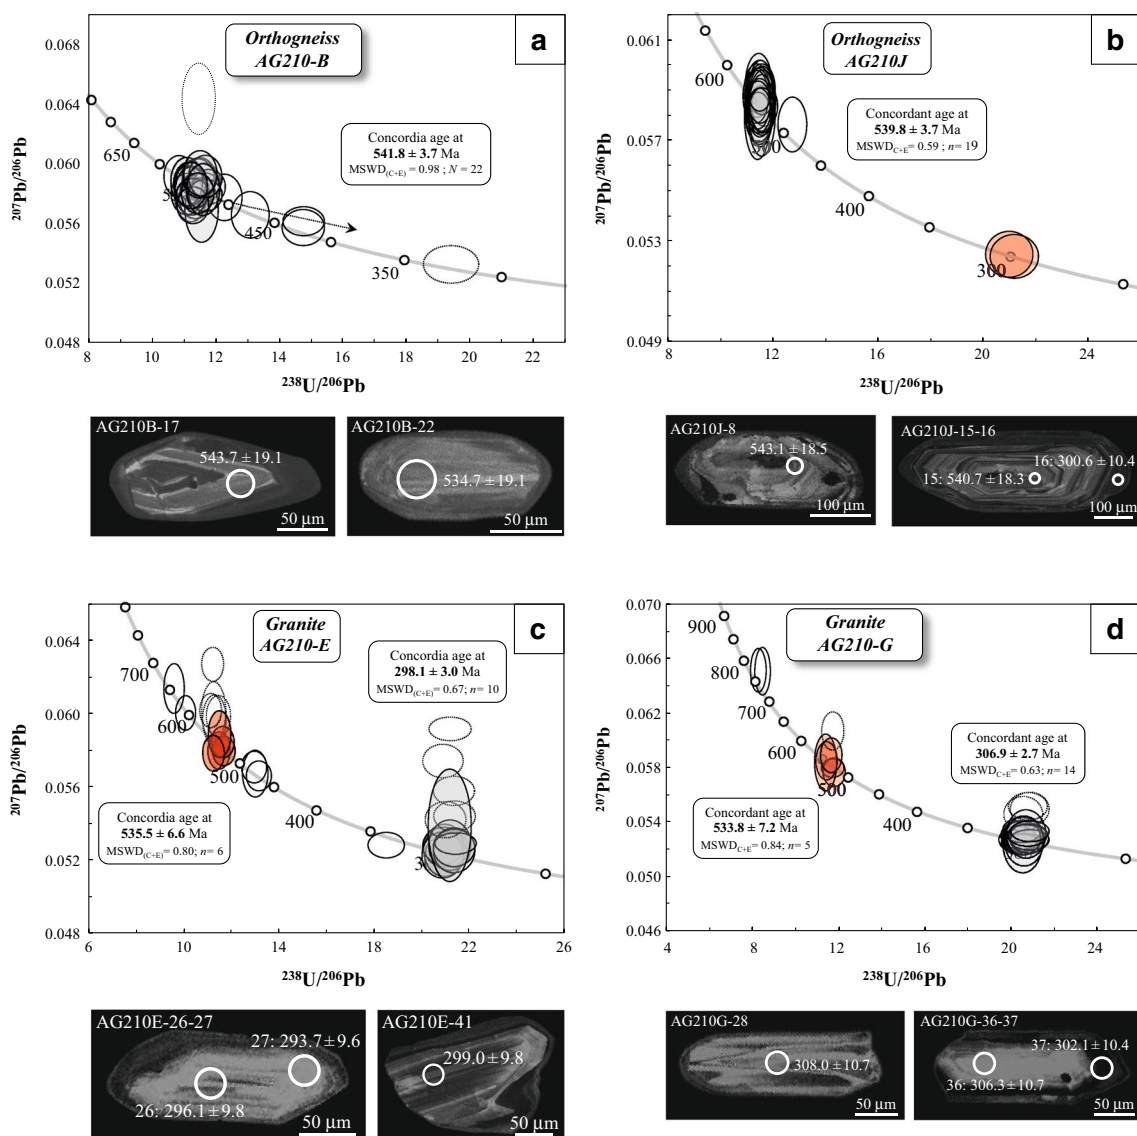 a
Orthogneiss
AG210-B
Concordia age at
541.8 ± 3.7 Ma
MSWD(C+E) = 0.98 ; N = 22
0.068
0.064
0.060
0.056
0.052
0.048
650
450
350
8 10 12 14 16 18 20 22
207Pb/206Pb
238U/206Pb
AG210B-17
543.7 ± 19.1
50 µm
AG210B-22
534.7 ± 19.1
50 µm
b
Orthogneiss
AG210J
Concordant age at
539.8 ± 3.7 Ma
MSWDC+E = 0.59 ; n = 19
0.061
0.057
0.053
0.049
600
400
300
8 12 16 20 24
207Pb/206Pb
238U/206Pb
AG210J-8
543.1 ± 18.5
100 µm
AG210J-15-16
16: 300.6 ± 10.4
15: 540.7 ± 18.3
100 µm
c
Granite
AG210-E
Concordia age at
298.1 ± 3.0 Ma
MSWD(C+E) = 0.67; n = 10
Concordia age at
535.5 ± 6.6 Ma
MSWD(C+E) = 0.80; n = 6
0.064
0.060
0.056
0.052
0.048
700
600
500
400
6 10 14 18 22 26
207Pb/206Pb
238U/206Pb
AG210E-26-27
27: 293.7 ± 9.6
26: 296.1 ± 9.8
50 µm
AG210E-41
299.0 ± 9.8
50 µm
d
Granite
AG210-G
Concordant age at
306.9 ± 2.7 Ma
MSWDC+E = 0.63; n = 14
Concordant age at
533.8 ± 7.2 Ma
MSWDC+E = 0.84; n = 5
0.070
0.066
0.062
0.058
0.054
0.050
0.046
900
800
700
600
500
400
4 8 12 16 20 24
207Pb/206Pb
238U/206Pb
AG210G-28
308.0 ± 10.7
50 µm
AG210G-36-37
37: 302.1 ± 10.4
36: 306.3 ± 10.7
50 µm